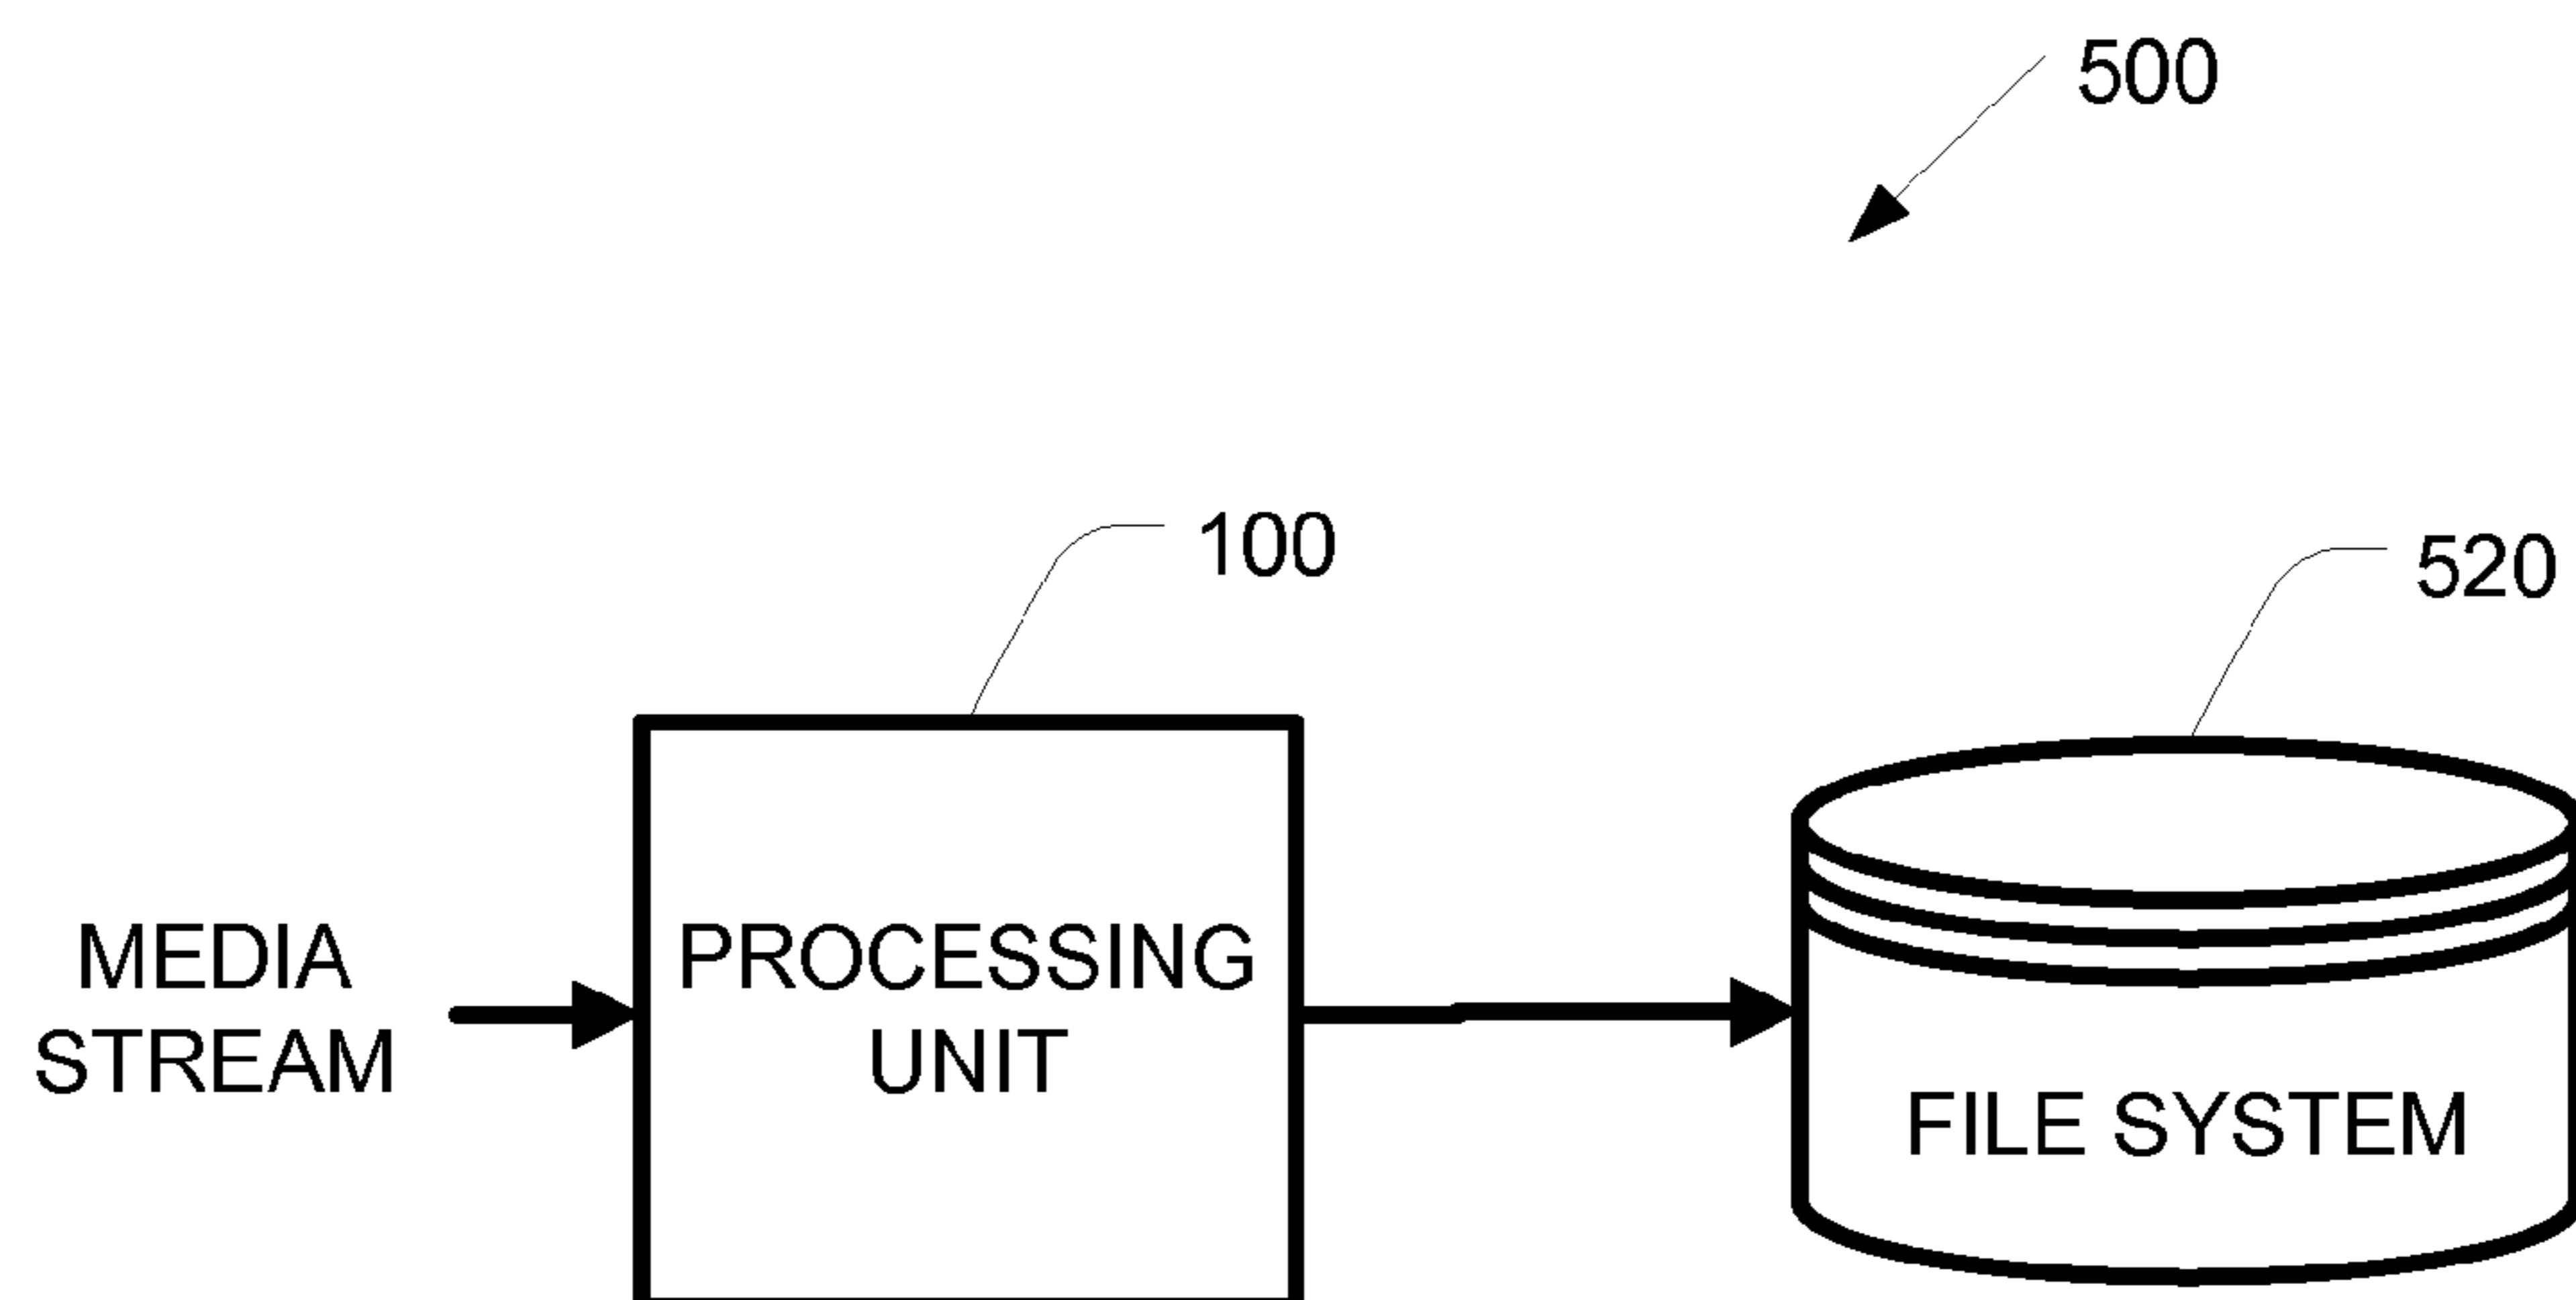 500
100
520
MEDIA
STREAM
PROCESSING
UNIT
FILE SYSTEM